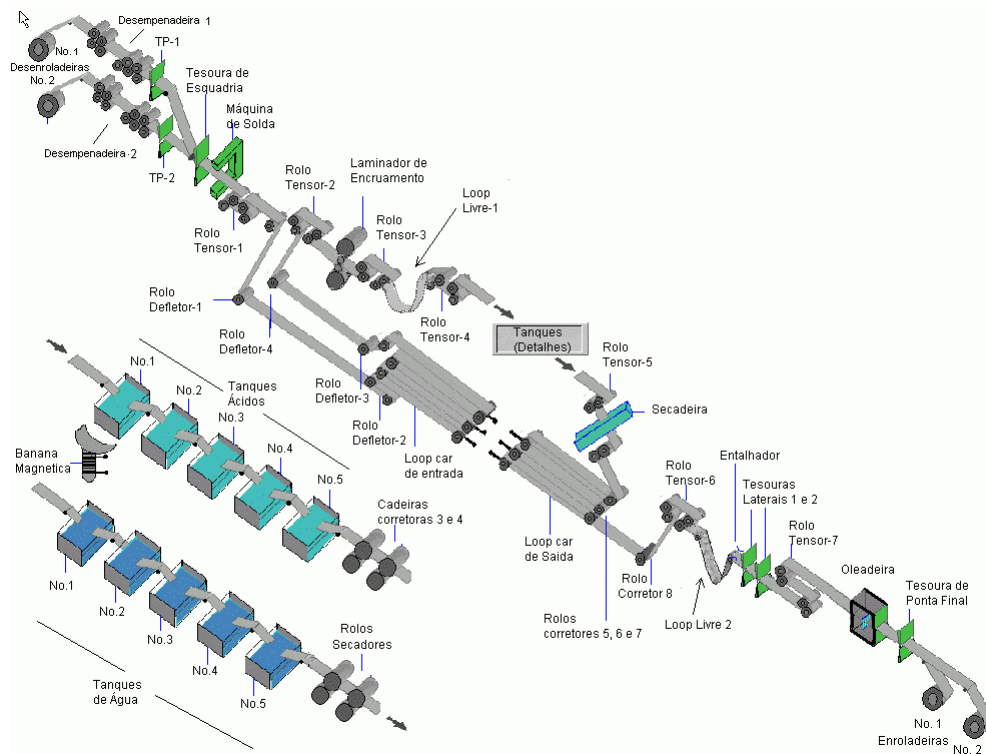 Desempenadeira 1
No.1
TP-1
Desenroladeiras
No. 2
Tesoura de
Esquadria
Máquina
de Solda
Desempenadeira 2
TP-2
Rolo
Tensor-2
Laminador de
Encruamento
Loop
Livre-1
Rolo
Tensor-1
Rolo
Tensor-3
Rolo
Defletor-1
Rolo
Defletor-4
Rolo
Tensor-4
Tanques
(Detalhes)
Rolo
Tensor-5
Secadeira
Rolo
Defletor-3
Rolo
Defletor-2
Loop car
de entrada
No.1
No.2
Tanques
Ácidos
No.3
No.4
No.5
Banana
Magnetica
Cadeiras
corretoras 3 e 4
Rolo
Tensor-6
Entalhador
Tesouras
Laterais 1 e 2
Rolo
Tensor-7
Loop car
de Saida
Oleadeira
Tesoura de
Ponta Final
Rolo
Corretor 8
Rolos
corretores 5, 6 e 7
Loop Livre 2
No.1
No.2
No.3
No.4
No.5
Rolos
Secadores
Tanques
de Água
No. 1
Enroladeiras
No. 2